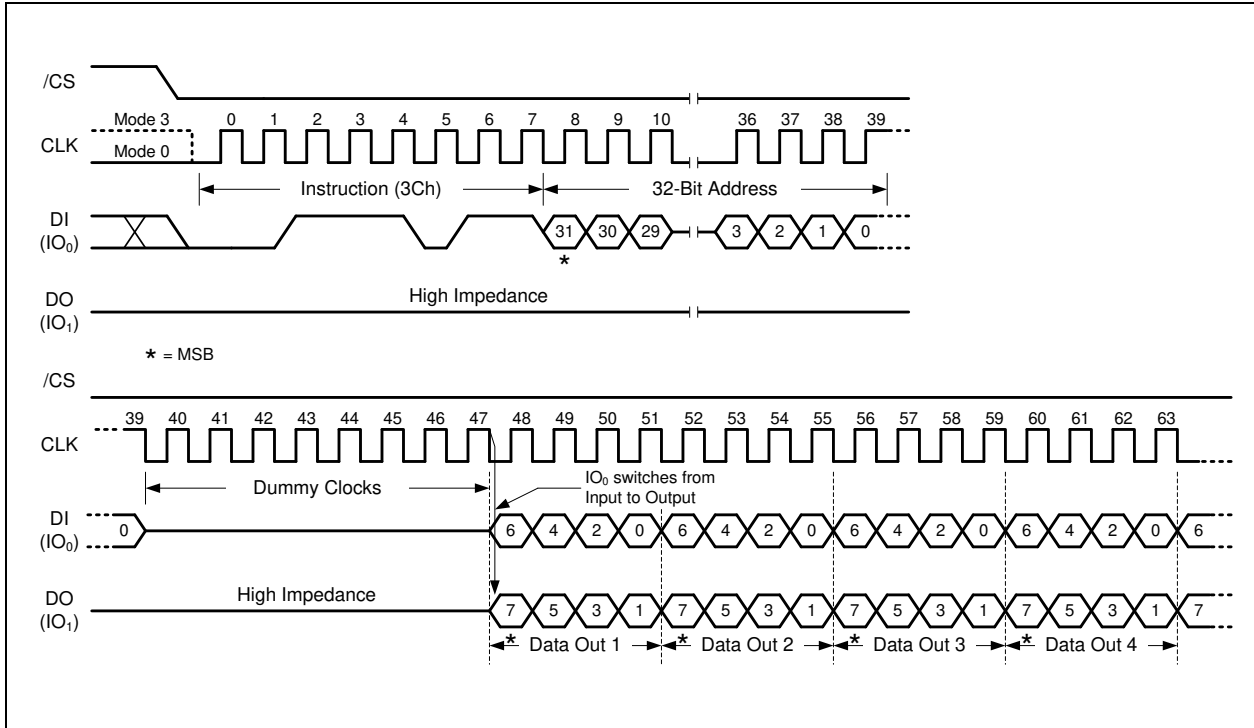 /CS
Mode 3
0 1 2 3 4 5 6 7 8 9 10 36 37 38 39
CLK
Mode 0
Instruction (3Ch) 32-Bit Address
DI
(IO0)
31 30 29 3 2 1 0
*
High Impedance
DO
(IO1)
* = MSB
/CS
39 40 41 42 43 44 45 46 47 48 49 50 51 52 53 54 55 56 57 58 59 60 61 62 63
CLK
Dummy Clocks
IO0 switches from
Input to Output
DI
(IO0)
0 6 4 2 0 6 4 2 0 6 4 2 0 6 4 2 0 6
High Impedance
DO
(IO1)
7 5 3 1 7 5 3 1 7 5 3 1 7 5 3 1 7
* Data Out 1 * Data Out 2 * Data Out 3 * Data Out 4